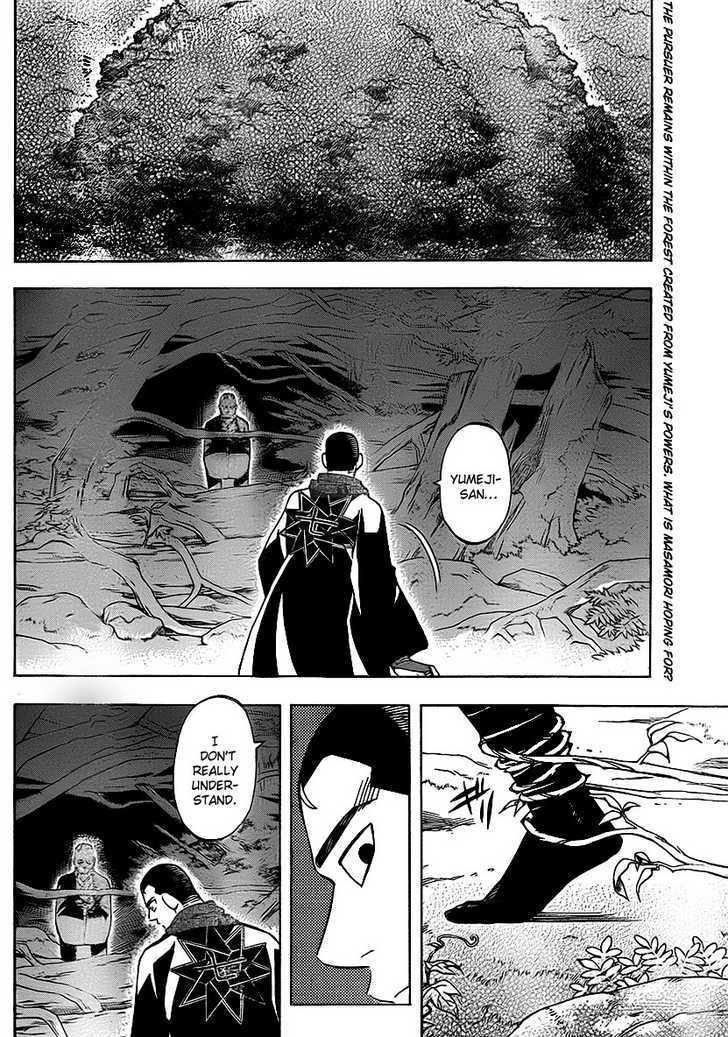 THE PURSUER REMAINS WITHIN THE FOREST CREATED FROM YUMEJI'S POWERS. WHAT IS MASAMORI HOPING FOR?
YUMEJI-
SAN...
I
DON'T
REALLY
UNDER-
STAND.